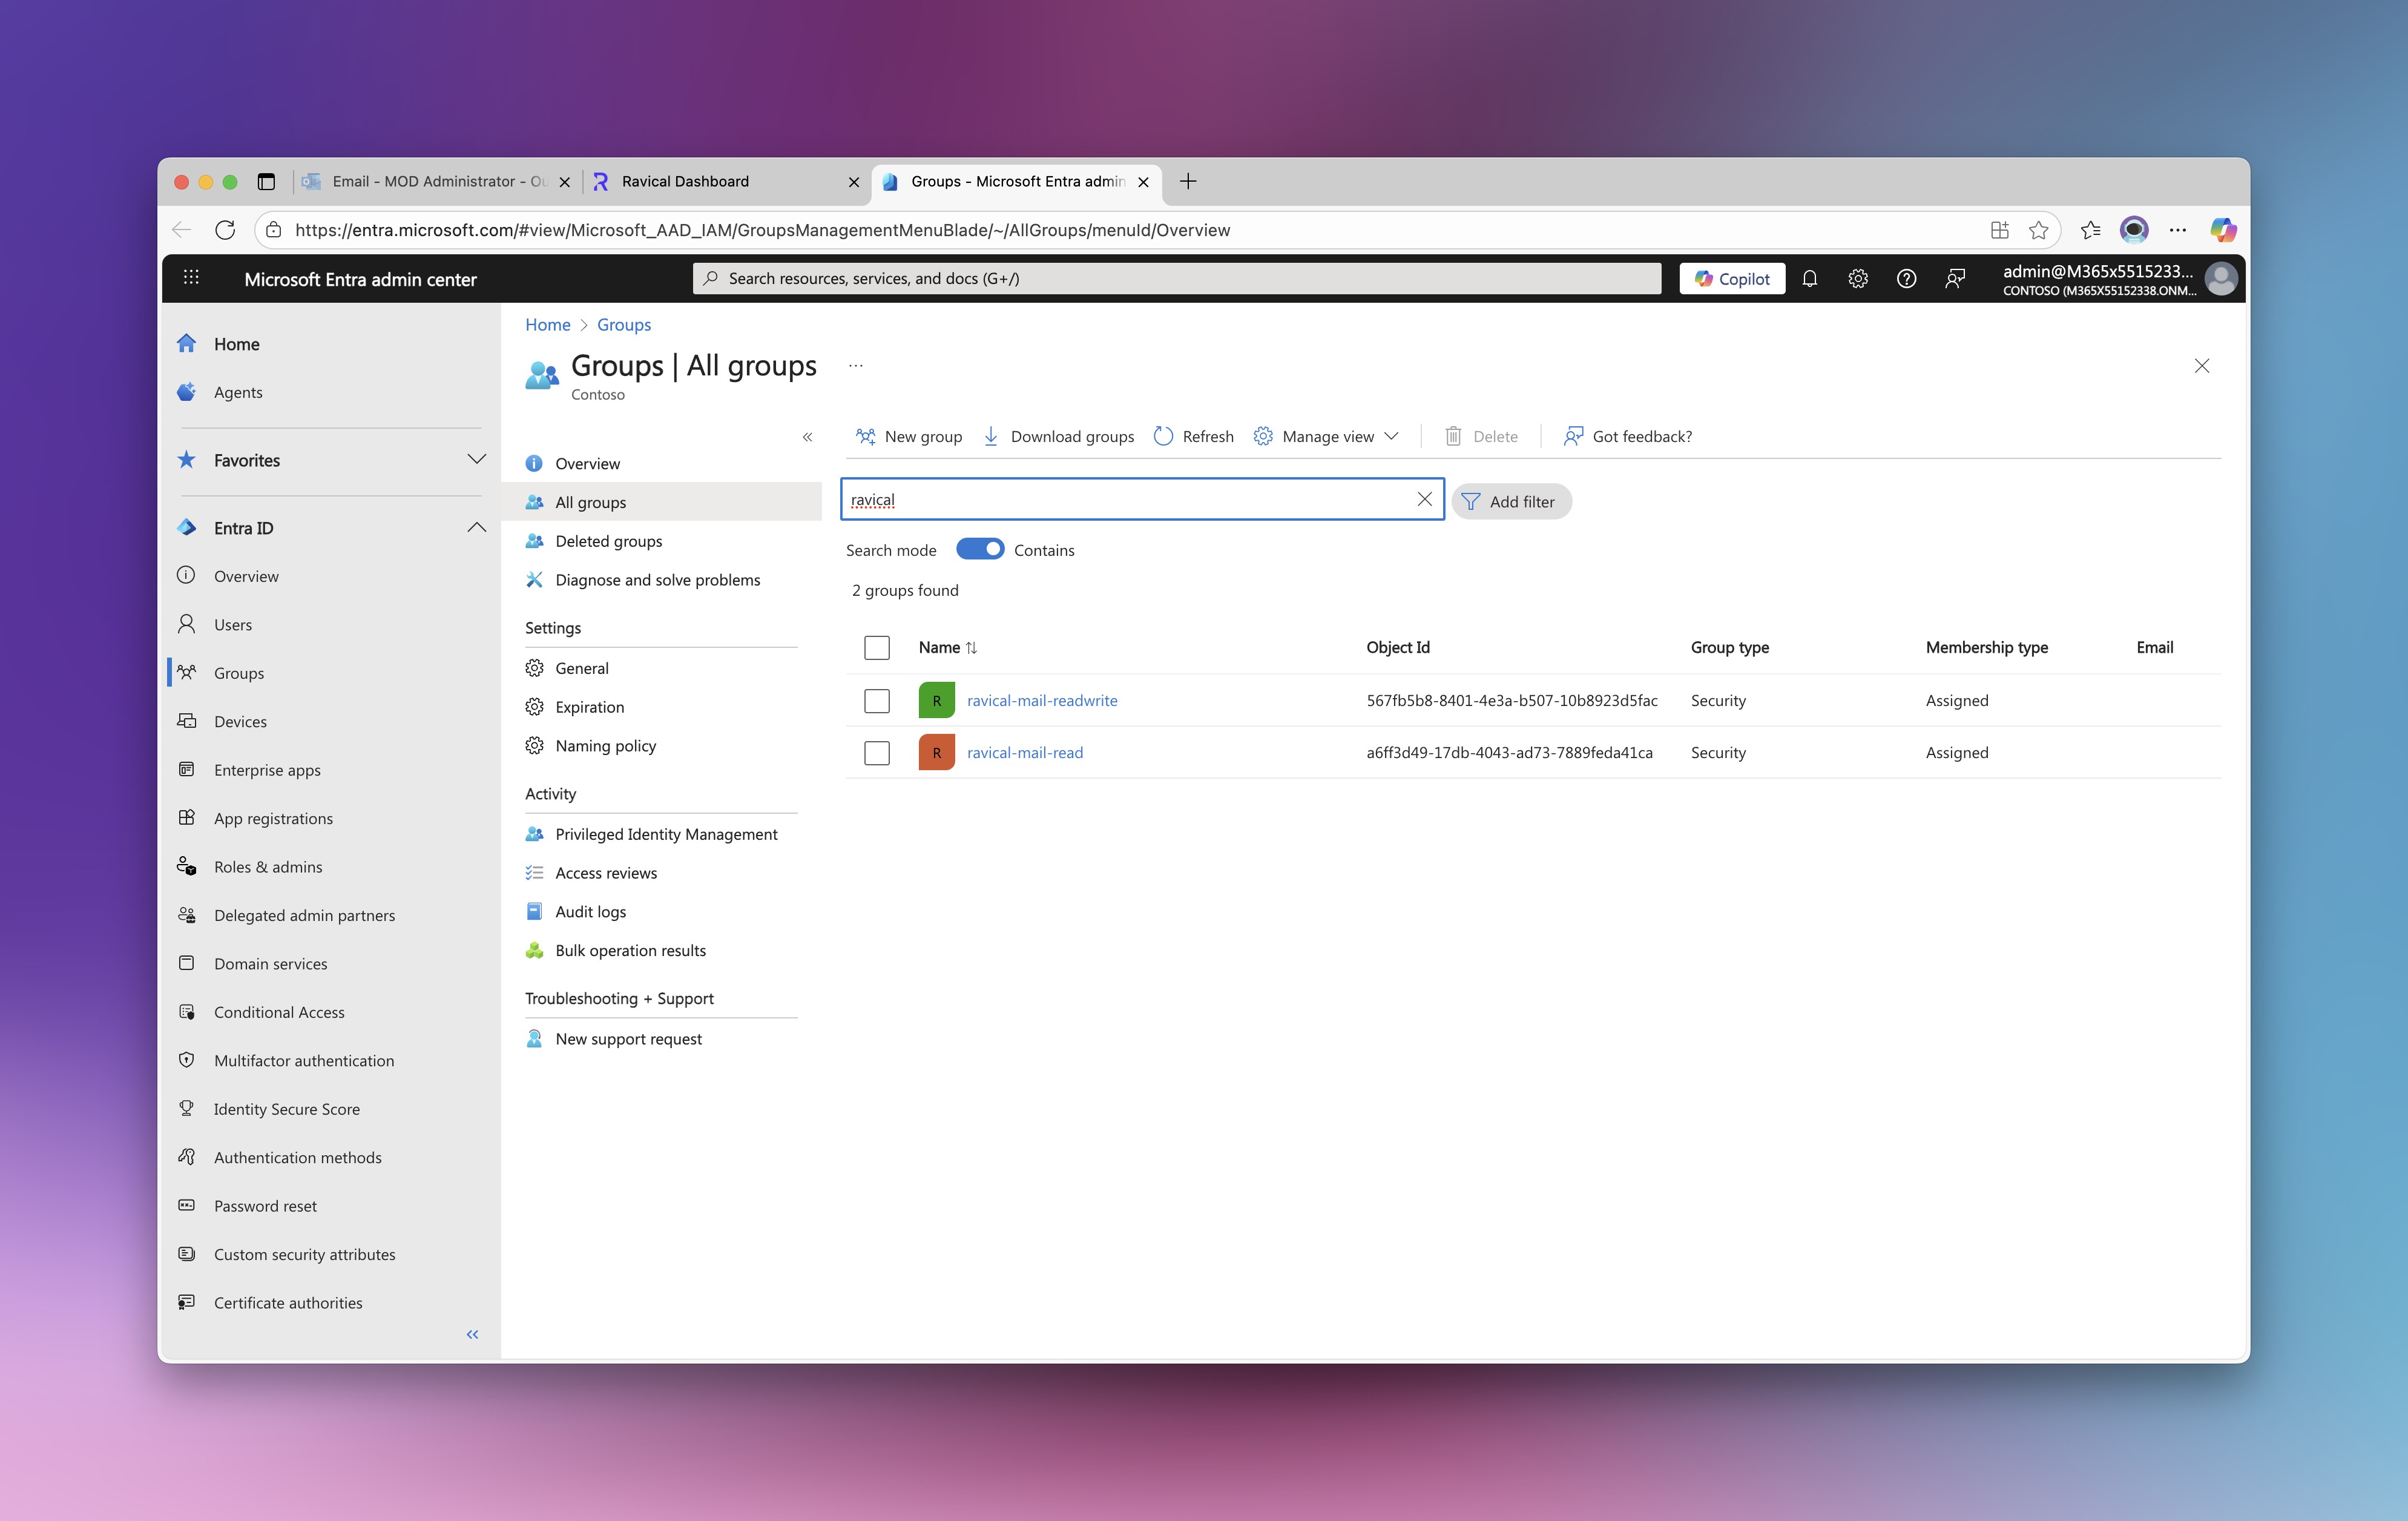 Email - MOD Administrator - Ou
Ravical Dashboard
Groups - Microsoft Entra admin
https://entra.microsoft.com/#view/Microsoft_AAD_IAM/GroupsManagementMenuBlade/~/AllGroups/menuId/Overview
Microsoft Entra admin center
Search resources, services, and docs (G+/)
Copilot
admin@M365x5515233...
CONTOSO (M365X55152338.ONM...
Home
Agents
Favorites
Entra ID
Overview
Users
Groups
Devices
Enterprise apps
App registrations
Roles & admins
Delegated admin partners
Domain services
Conditional Access
Multifactor authentication
Identity Secure Score
Authentication methods
Password reset
Custom security attributes
Certificate authorities
Home > Groups
Groups | All groups
Contoso
Overview
All groups
Deleted groups
Diagnose and solve problems
Settings
General
Expiration
Naming policy
Activity
Privileged Identity Management
Access reviews
Audit logs
Bulk operation results
Troubleshooting + Support
New support request
New group Download groups Refresh Manage view Delete Got feedback?
ravical
Add filter
Search mode Contains
2 groups found
Name Object Id Group type Membership type Email
R ravical-mail-readwrite 567fb5b8-8401-4e3a-b507-10b8923d5fac Security Assigned
R ravical-mail-read a6ff3d49-17db-4043-ad73-7889feda41ca Security Assigned